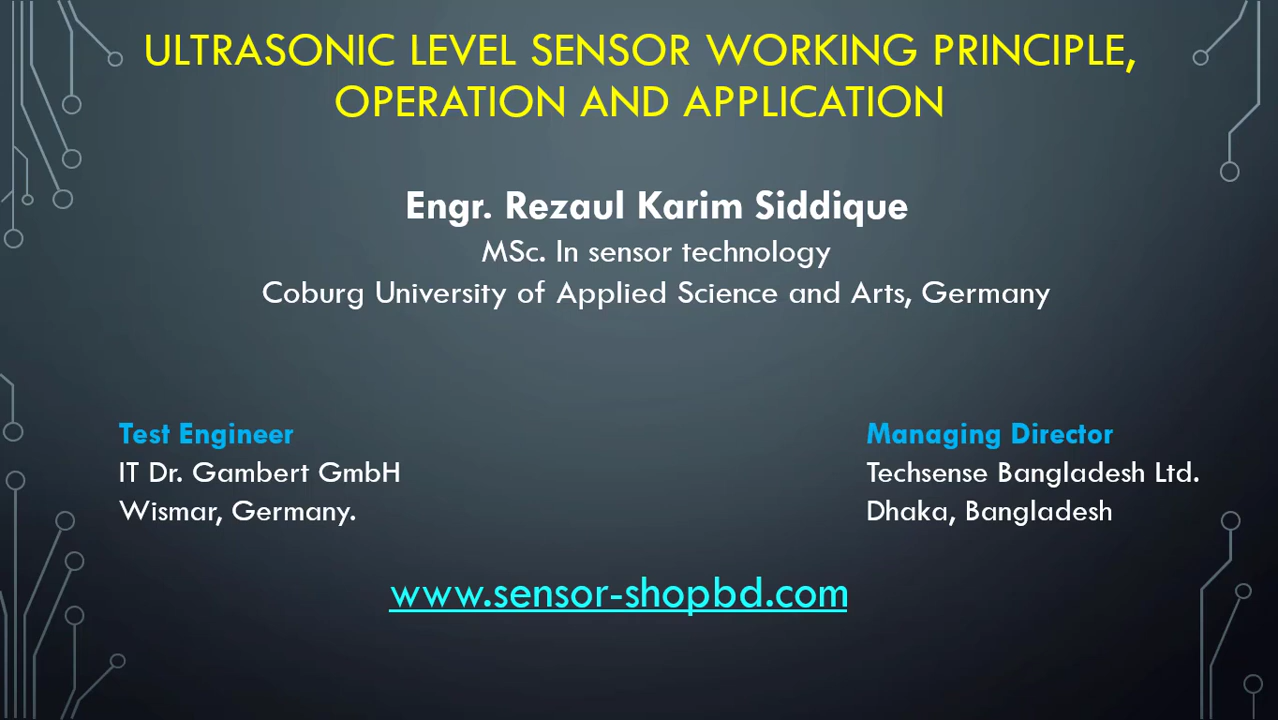 ULTRASONIC LEVEL SENSOR WORKING PRINCIPLE,
OPERATION AND APPLICATION
Engr. Rezaul Karim Siddique
MSc. In sensor technology
Coburg University of Applied Science and Arts, Germany
Test Engineer
IT Dr. Gambert GmbH
Wismar, Germany.
Managing Director
Techsense Bangladesh Ltd.
Dhaka, Bangladesh
www.sensor-shopbd.com